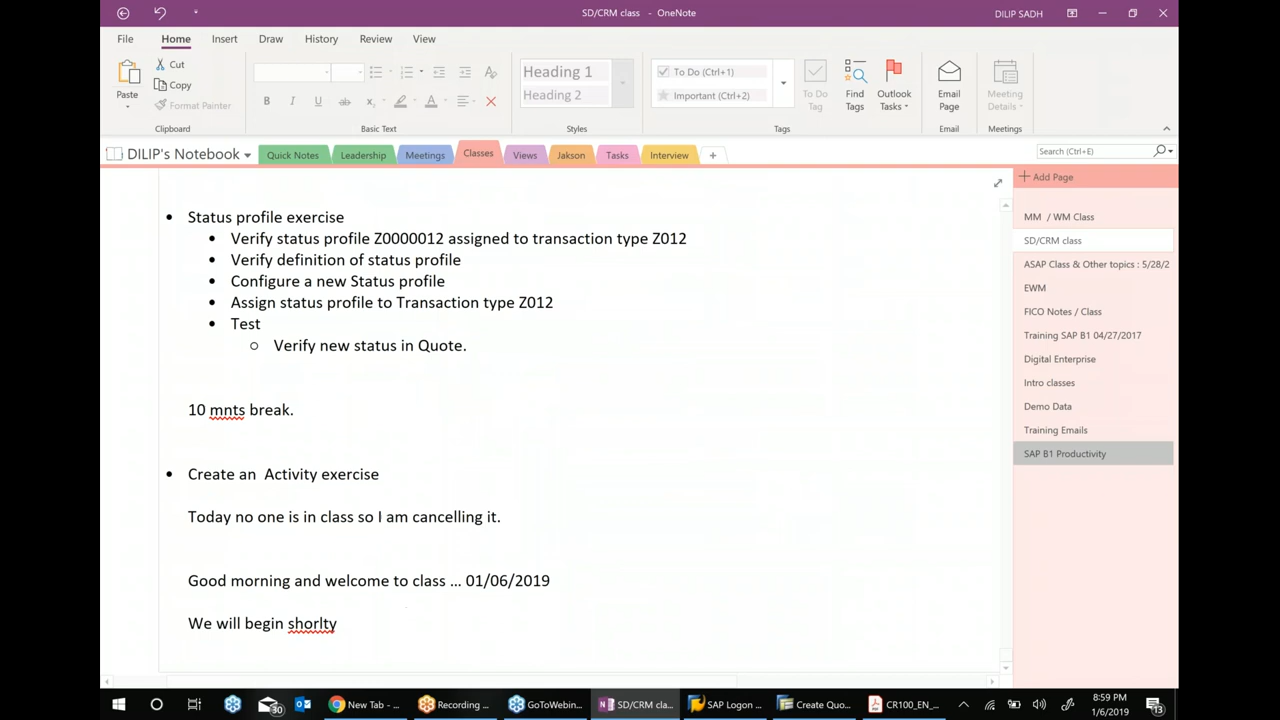 SD/CRM class - OneNote
DILIP SADH
File Home Insert Draw History Review View
Paste
Cut
Copy
Format Painter
Clipboard
B I U ab x
Basic Text
Heading 1
Heading 2
Styles
To Do (Ctrl+1)
Important (Ctrl+2)
Tags
To Do
Tag
Find
Tags
Outlook
Tasks
Email
Page
Email
Meeting
Details
Meetings
DILIP's Notebook Quick Notes Leadership Meetings Classes Views Jakson Tasks Interview
Search (Ctrl+E)
Add Page
MM / WM Class
SD/CRM class
ASAP Class & Other topics : 5/28/2
EWM
FICO Notes / Class
Training SAP B1 04/27/2017
Digital Enterprise
Intro classes
Demo Data
Training Emails
SAP B1 Productivity
• Status profile exercise
• Verify status profile Z0000012 assigned to transaction type Z012
• Verify definition of status profile
• Configure a new Status profile
• Assign status profile to Transaction type Z012
• Test
○ Verify new status in Quote.
10 mnts break.
• Create an Activity exercise
Today no one is in class so I am cancelling it.
Good morning and welcome to class ... 01/06/2019
We will begin shorlty
30 New Tab - Recording ... GoToWebin... SD/CRM cla... SAP Logon ... Create Quo... CR100_EN_...
8:59 PM
1/6/2019
13